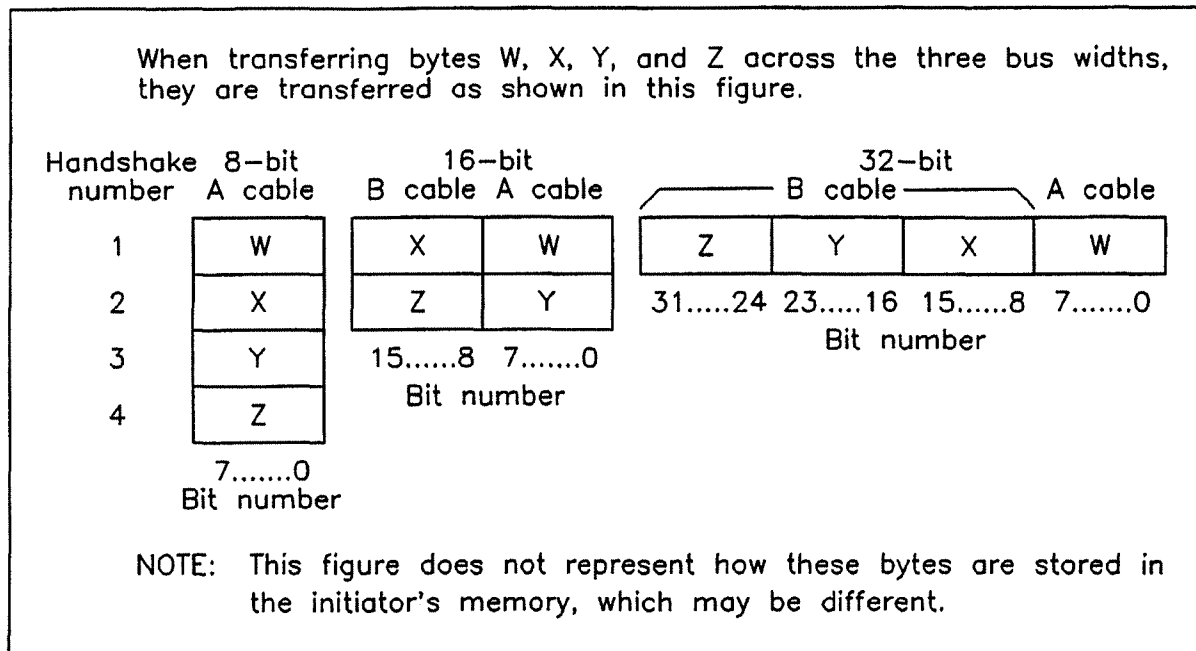 When transferring bytes W, X, Y, and Z across the three bus widths,
they are transferred as shown in this figure.
Handshake 8-bit 16-bit 32-bit
number A cable B cable A cable B cable A cable
1 W X W Z Y X W
2 X Z Y 31.....24 23.....16 15......8 7.......0
3 Y 15......8 7.......0 Bit number
4 Z Bit number
7.......0
Bit number
NOTE: This figure does not represent how these bytes are stored in
the initiator's memory, which may be different.